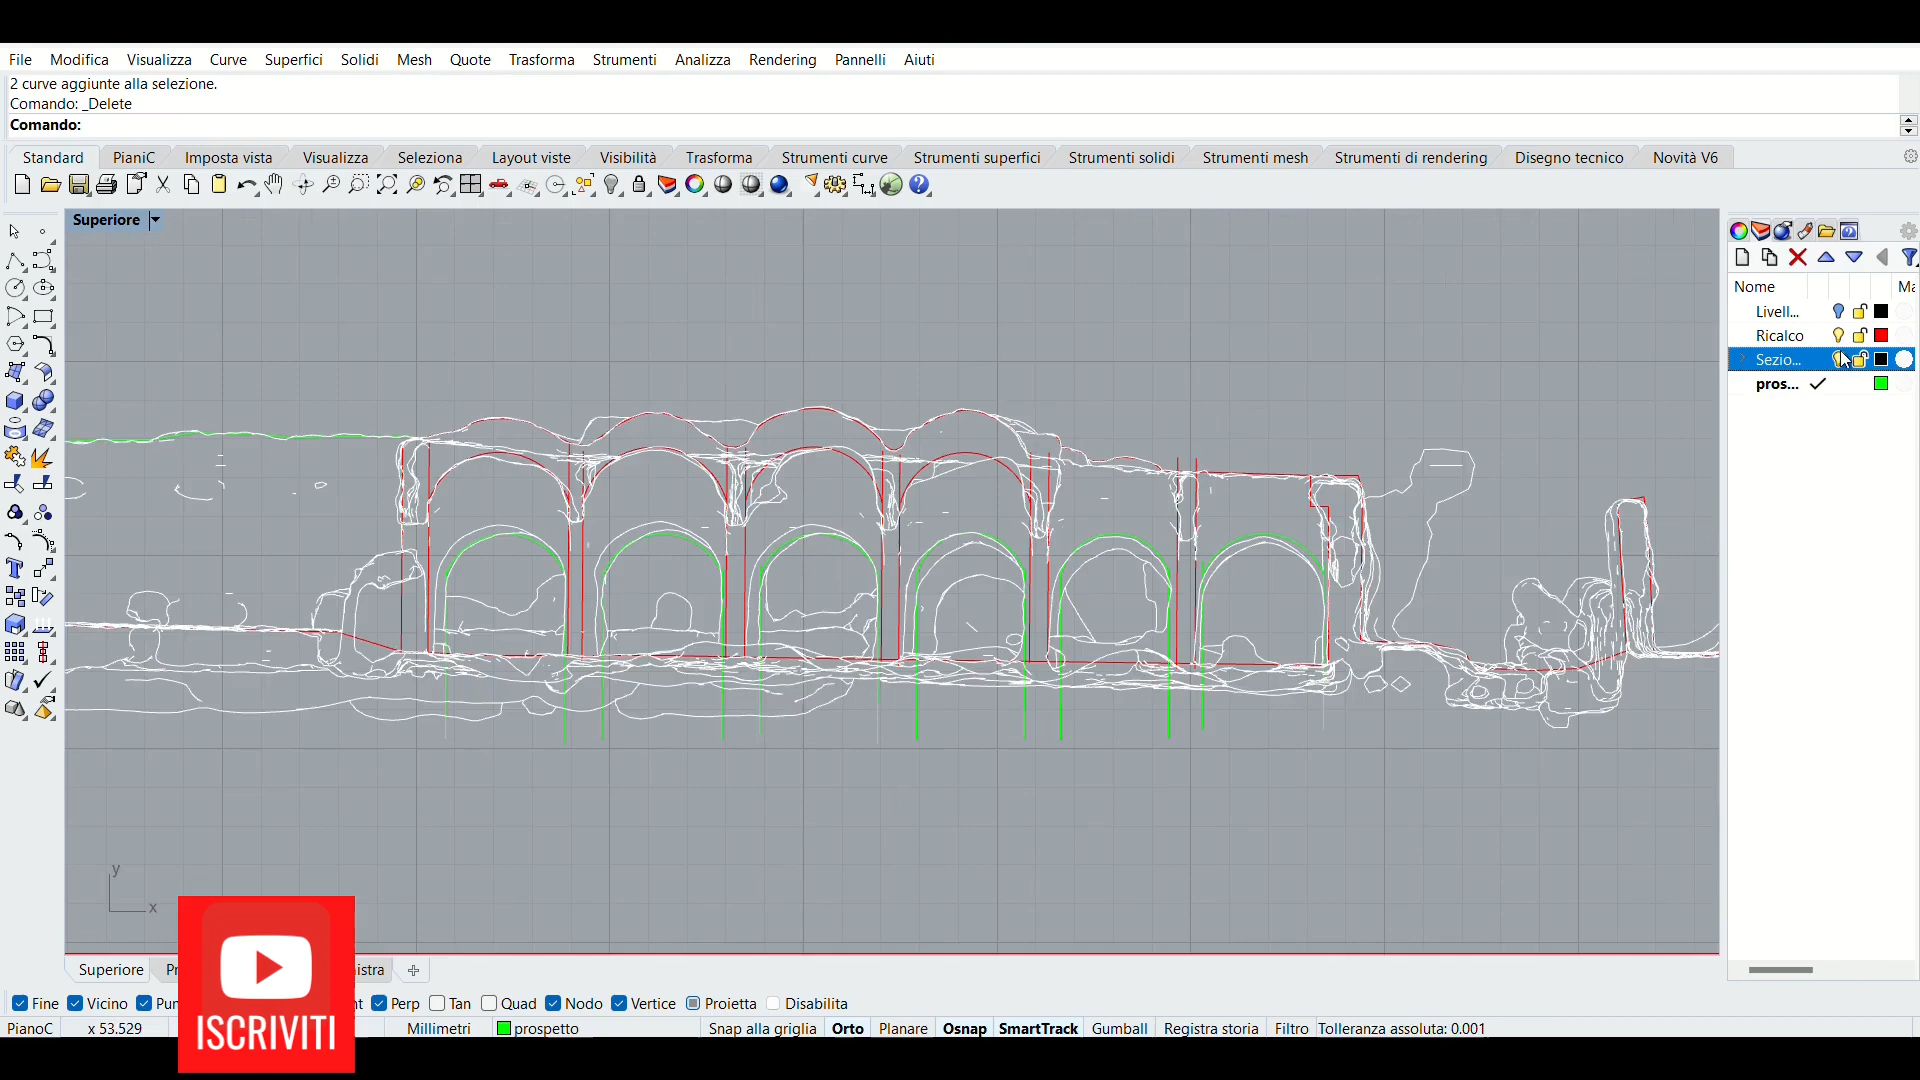 File Modifica Visualizza Curve Superfici Solidi Mesh Quote Trasforma Strumenti Analizza Rendering Pannelli Aiuti
2 curve aggiunte alla selezione.
Comando: _Delete
Comando:
Standard PianiC Imposta vista Visualizza Seleziona Layout viste Visibilità Trasforma Strumenti curve Strumenti superfici Strumenti solidi Strumenti mesh Strumenti di rendering Disegno tecnico Novità V6
Superiore
Nome Ma
Livell...
Ricalco
Sezio...
pros...
y
x
Superiore Pr istra
Fine Vicino Pun nt Perp Tan Quad Nodo Vertice Proietta Disabilita
PianoC x 53.529 Millimetri prospetto Snap alla griglia Orto Planare Osnap SmartTrack Gumball Registra storia Filtro Tolleranza assoluta: 0.001
ISCRIVITI